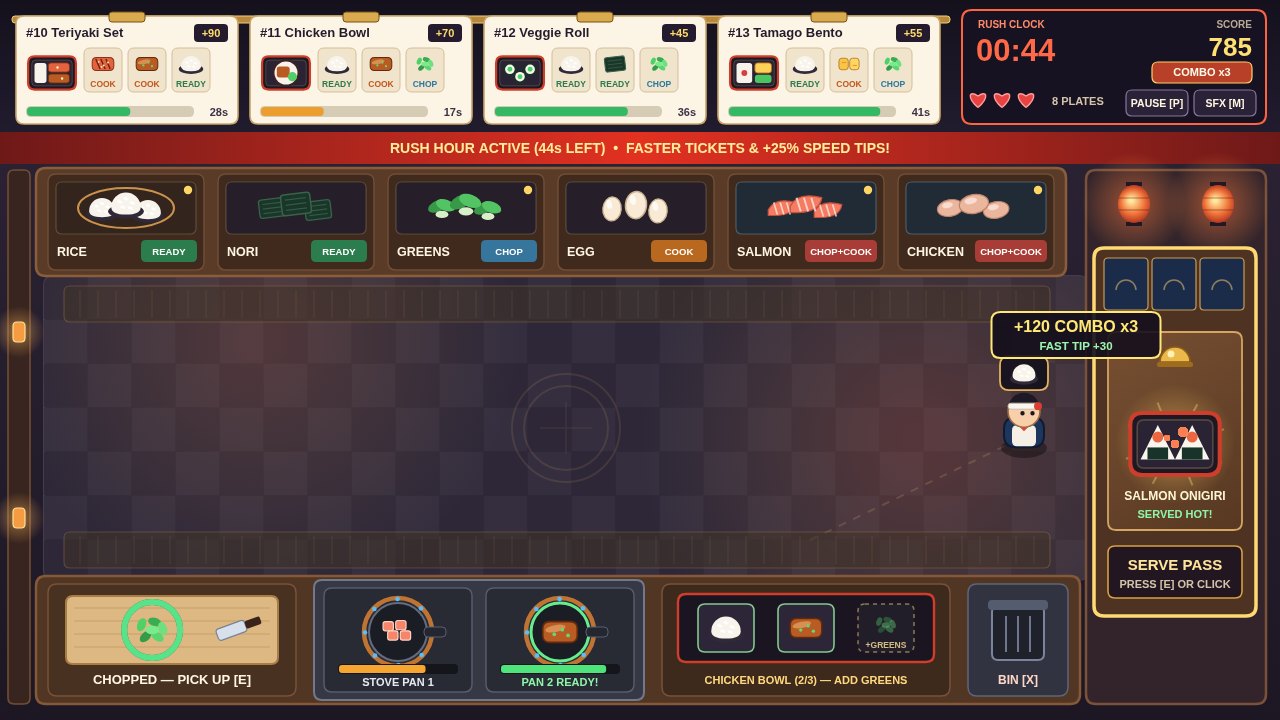 #10 Teriyaki Set +90
COOK COOK READY
28s
#11 Chicken Bowl +70
READY COOK CHOP
17s
#12 Veggie Roll +45
READY READY CHOP
36s
#13 Tamago Bento +55
READY COOK CHOP
41s
RUSH CLOCK SCORE
00:44 785
COMBO x3
8 PLATES PAUSE [P] SFX [M]
RUSH HOUR ACTIVE (44s LEFT) • FASTER TICKETS & +25% SPEED TIPS!
RICE READY
NORI READY
GREENS CHOP
EGG COOK
SALMON CHOP+COOK
CHICKEN CHOP+COOK
+120 COMBO x3
FAST TIP +30
SALMON ONIGIRI
SERVED HOT!
SERVE PASS
PRESS [E] OR CLICK
CHOPPED — PICK UP [E]
STOVE PAN 1
PAN 2 READY!
+GREENS
CHICKEN BOWL (2/3) — ADD GREENS
BIN [X]